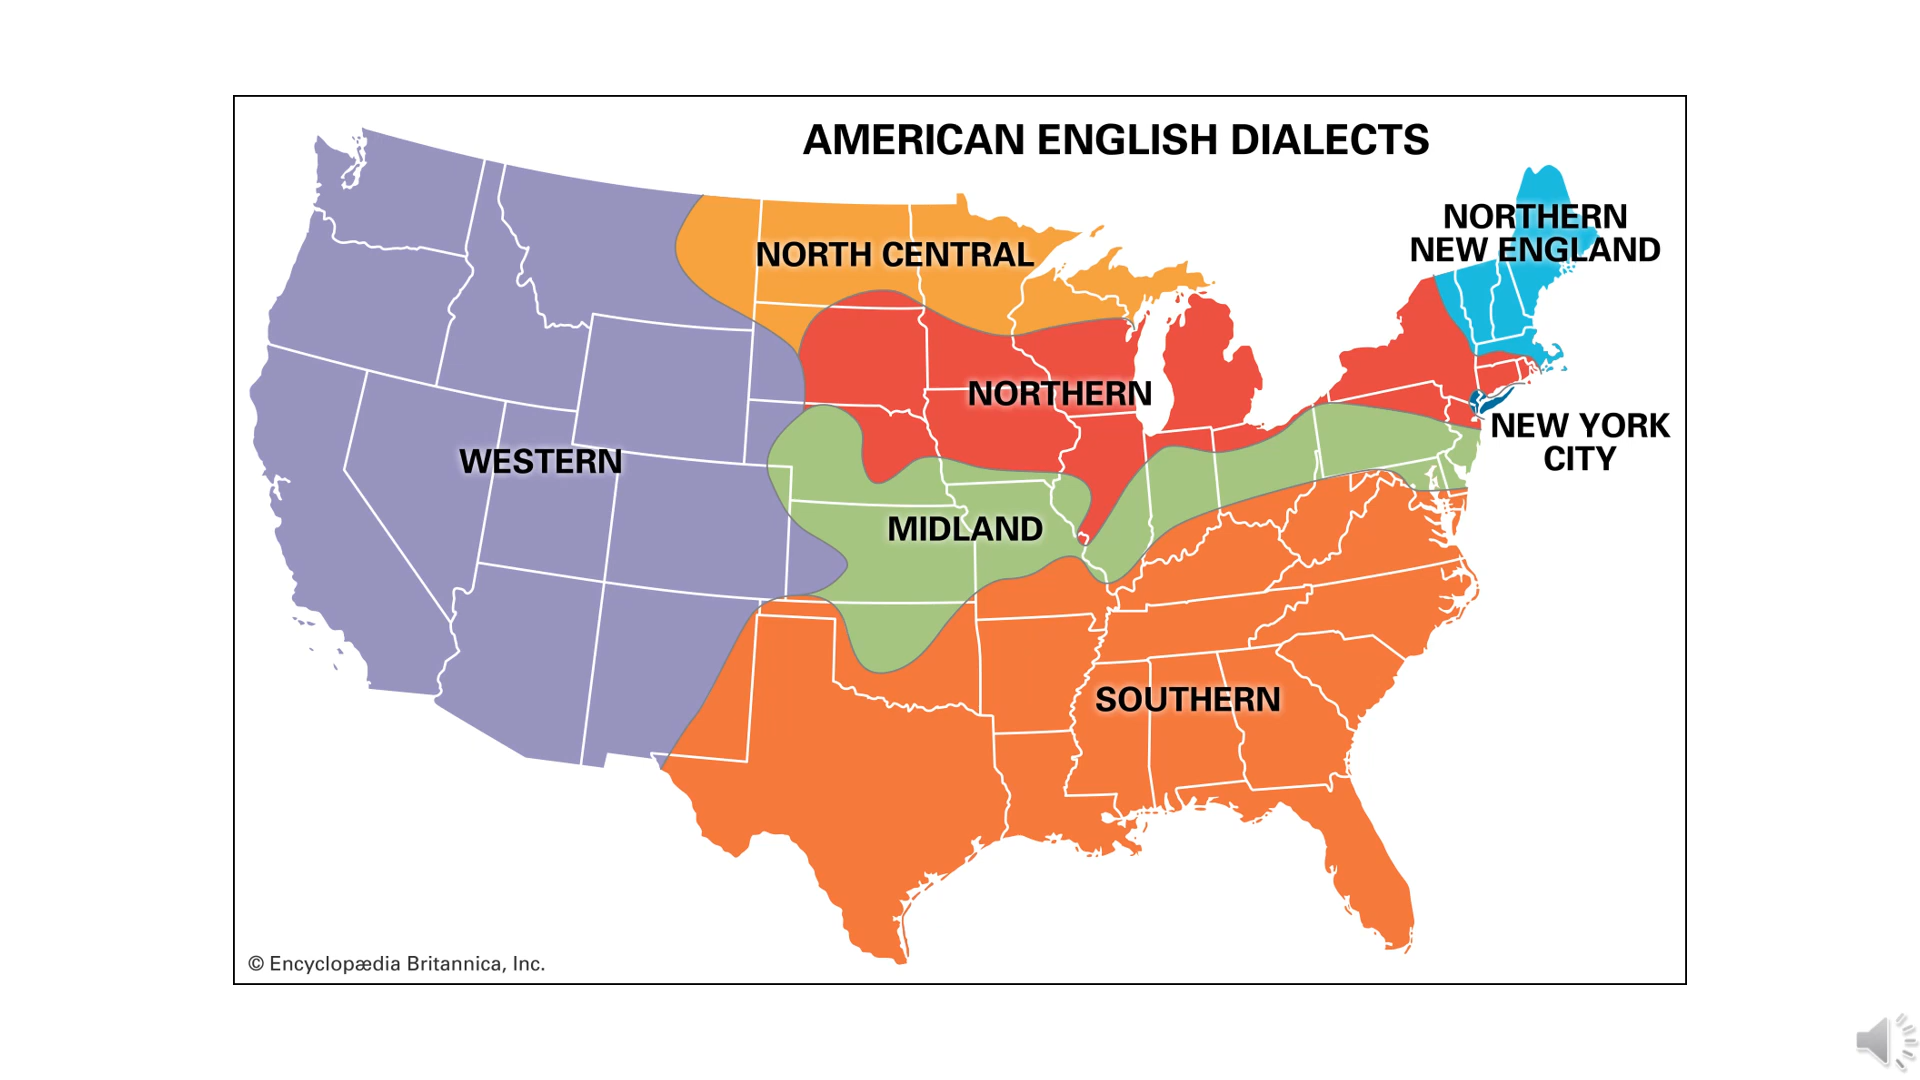 AMERICAN ENGLISH DIALECTS
NORTHERN
NEW ENGLAND
NORTH CENTRAL
NORTHERN
NEW YORK
CITY
WESTERN
MIDLAND
SOUTHERN
© Encyclopædia Britannica, Inc.